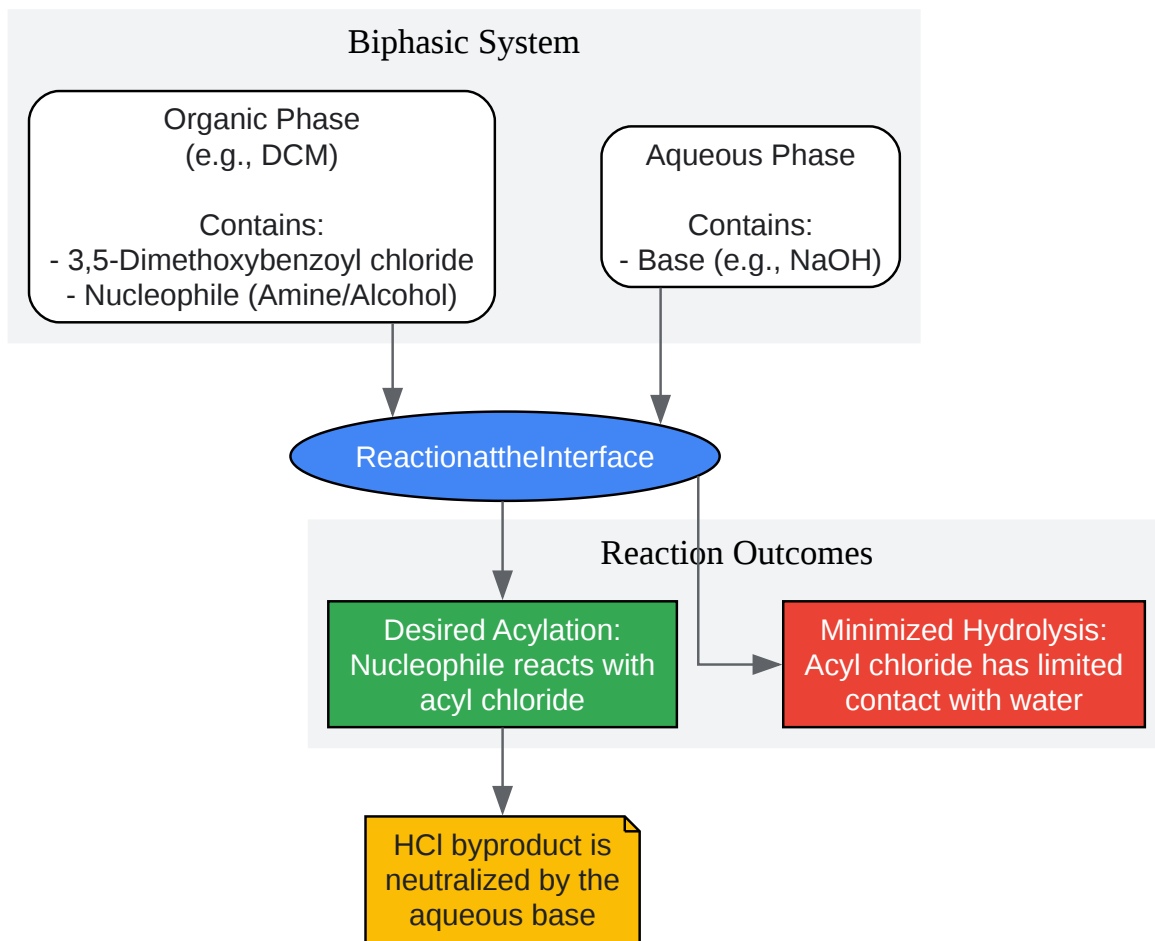 Biphasic System
Organic Phase
(e.g., DCM)
Contains:
- 3,5-Dimethoxybenzoyl chloride
- Nucleophile (Amine/Alcohol)
Aqueous Phase
Contains:
- Base (e.g., NaOH)
ReactionattheInterface
Reaction Outcomes
Desired Acylation:
Nucleophile reacts with
acyl chloride
Minimized Hydrolysis:
Acyl chloride has limited
contact with water
HCl byproduct is
neutralized by the
aqueous base